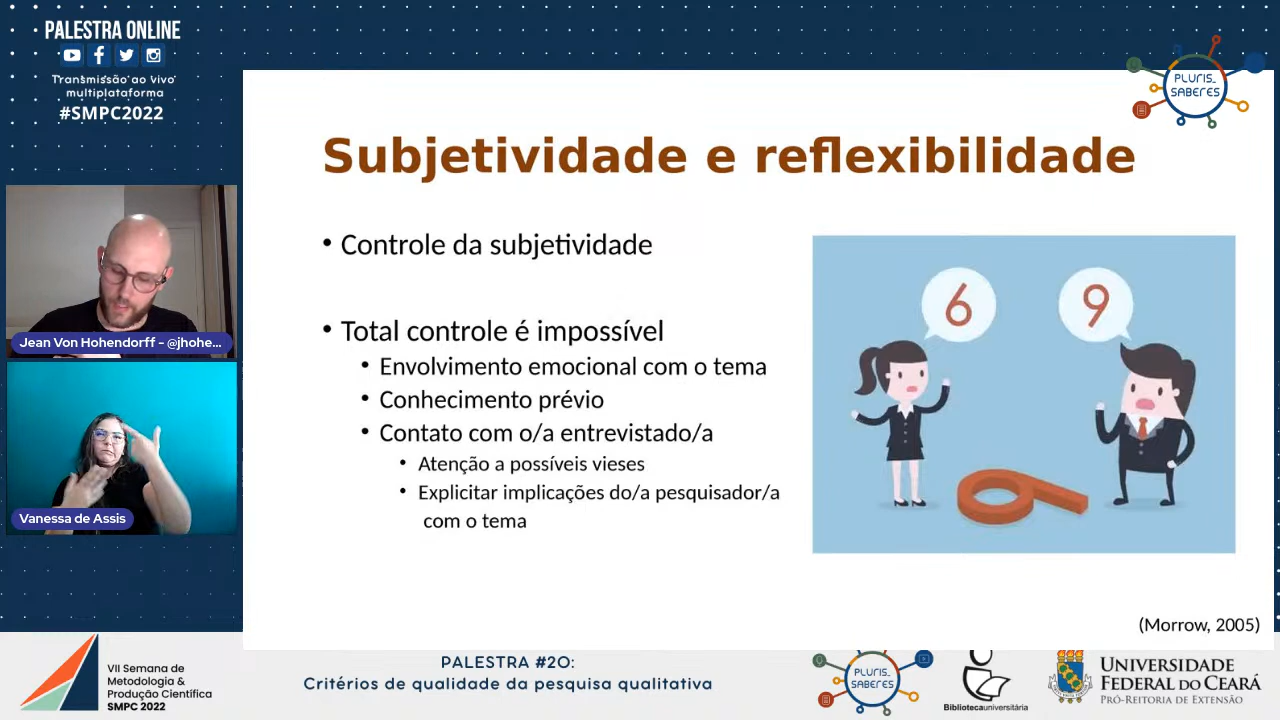 PALESTRA ONLINE
Transmissão ao vivo
multiplataforma
#SMPC2022
PLURIS_
SABERES
Subjetividade e reflexibilidade
• Controle da subjetividade
• Total controle é impossível
• Envolvimento emocional com o tema
• Conhecimento prévio
• Contato com o/a entrevistado/a
• Atenção a possíveis vieses
• Explicitar implicações do/a pesquisador/a
com o tema
6
9
(Morrow, 2005)
Jean Von Hohendorff - @jhohe...
Vanessa de Assis
VII Semana de
Metodologia &
Produção Científica
SMPC 2022
PALESTRA #20:
Critérios de qualidade da pesquisa qualitativa
PLURIS_
SABERES
Bibliotecauniversitária
UNIVERSIDADE
FEDERAL DO CEARÁ
PRÓ-REITORIA DE EXTENSÃO